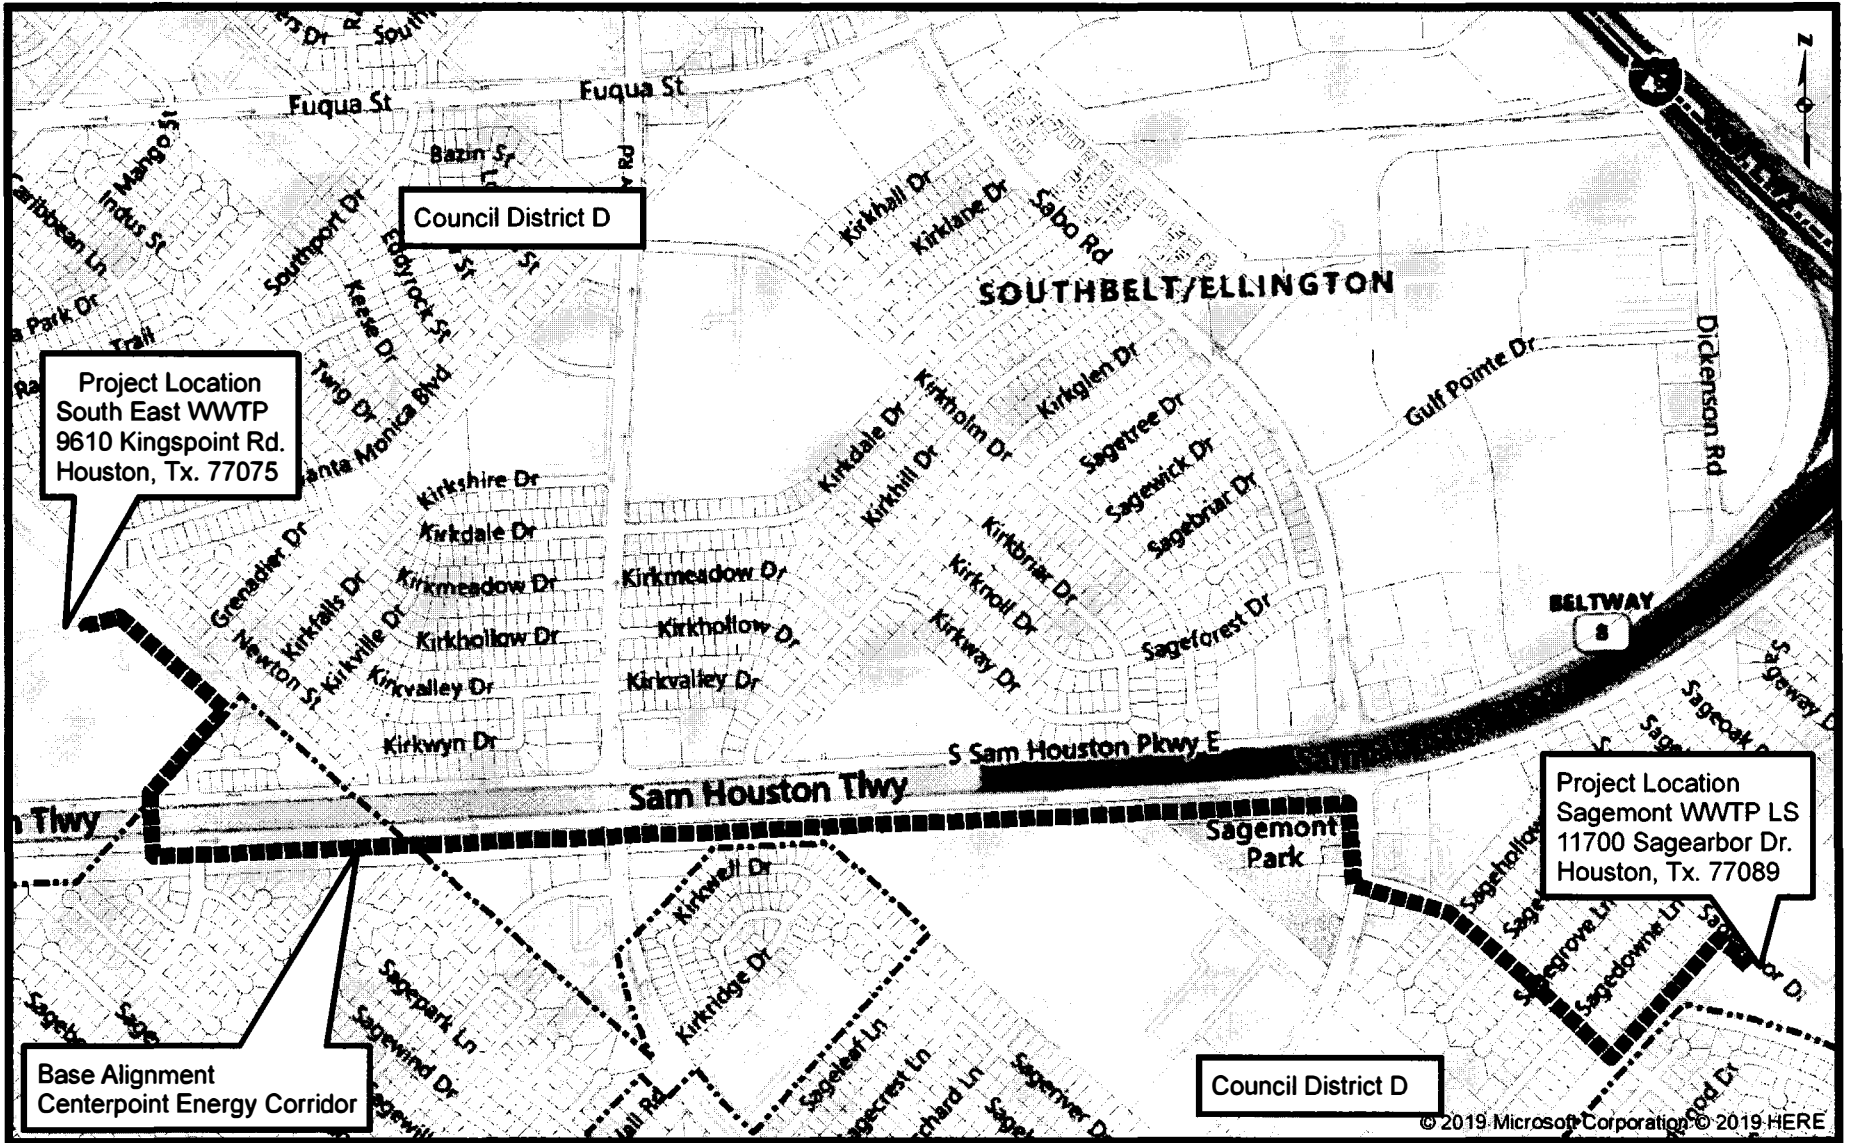 Fuqua St
Fuqua St
Mango St
Bazin St
Indus St
Caribbean Ln
Southport Dr
Council District D
Kirkhall Dr
Kirklane Dr
Sabo Rd
Eddyrock St
St
St
Keese Dr
SOUTHBELT/ELLINGTON
Dickenson Rd
Trail
Twig Dr
Kirkglen Dr
Gulf Pointe Dr
Project Location
South East WWTP
9610 Kingspoint Rd.
Houston, Tx. 77075
Kirkholm Dr
Kirkdale Dr
Sagetree Dr
Kirkhill Dr
Sagewick Dr
Sagebriar Dr
Kirkshire Dr
Kirkdale Dr
Grenadier Dr
Kirkbriar Dr
Kirkmeadow Dr
Kirkmeadow Dr
Kirkfalls Dr
Kirknoll Dr
BELTWAY
8
Kirkville Dr
Kirkhollow Dr
Kirkhollow Dr
Kirkway Dr
Sageforest Dr
Newton St
Kirkvalley Dr
Kirkvalley Dr
Sageway D
Sageoak
Kirkwyn Dr
S Sam Houston Pkwy E
Sam Houston Tlwy
Tlwy
Project Location
Sagemont WWTP LS
11700 Sagearbor Dr.
Houston, Tx. 77089
Sagemont
Park
Kirkwell Dr
Sagedowne Ln
Kirkridge Dr
Sagepark Ln
Sagewind Dr
Sageleaf Ln
Sageriver D
Base Alignment
Centerpoint Energy Corridor
Council District D
© 2019 Microsoft Corporation © 2019 HERE